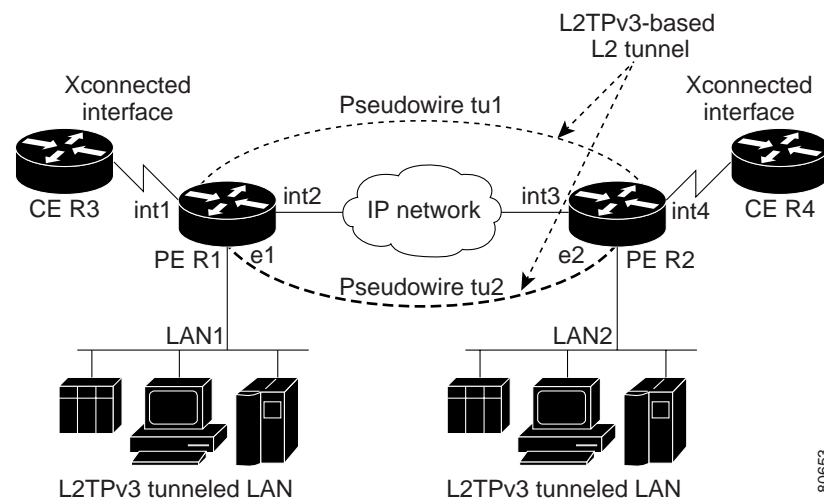 L2TPv3-based
L2 tunnel
Xconnected
interface
Pseudowire tu1
Xconnected
interface
CE R3
int1
int2
IP network
int3
int4
CE R4
PE R1
e1
e2
PE R2
Pseudowire tu2
LAN1
LAN2
L2TPv3 tunneled LAN
L2TPv3 tunneled LAN
80653